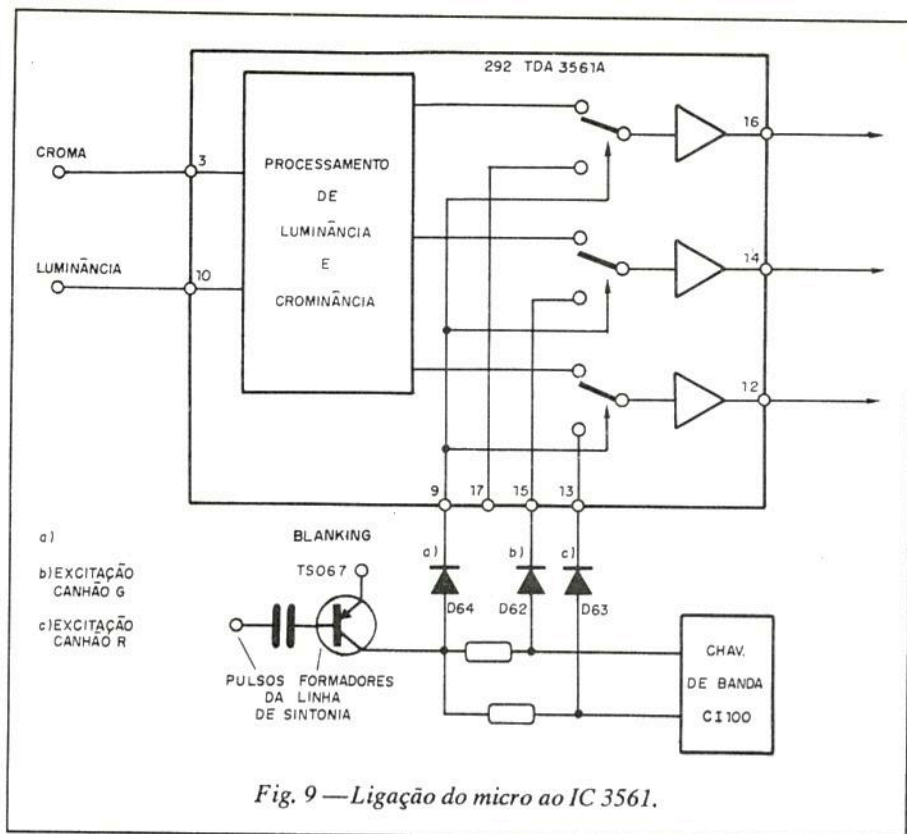 292 TDA 3561A
16
CROMA
3
PROCESSAMENTO
DE
LUMINÂNCIA
E
CROMINÂNCIA
LUMINÂNCIA
10
14
12
9
17
15
13
a)
b) EXCITAÇÃO
CANHÃO G
c) EXCITAÇÃO
CANHÃO R
BLANKING
TS067
a)
b)
c)
D64
D62
D63
PULSOS FORMADORES
DA LINHA
DE SINTONIA
CHAV.
DE BANDA
CI100
Fig. 9 — Ligação do micro ao IC 3561.